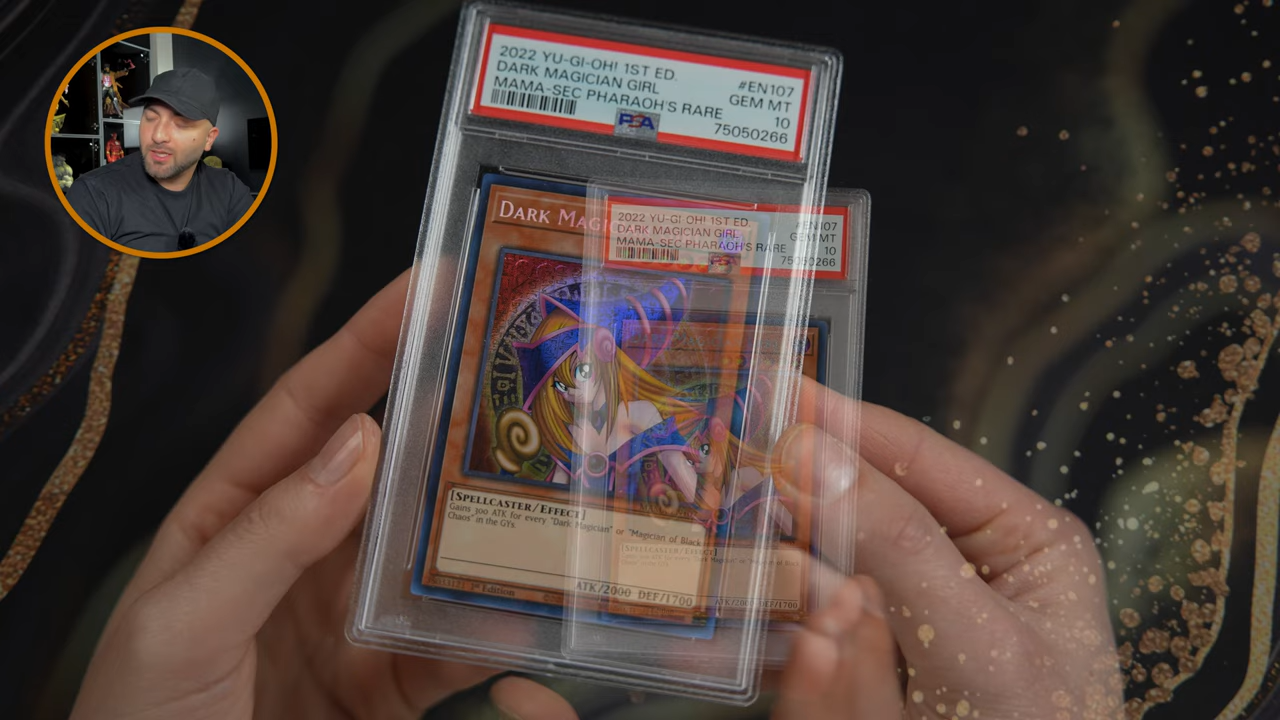 2022 YU-GI-OH! 1ST ED. #EN107
DARK MAGICIAN GIRL GEM MT
MAMA-SEC PHARAOH'S RARE 10
PSA 75050266
DARK MAGI
2022 YU-GI-OH! 1ST ED. #EN107
DARK MAGICIAN GIRL GEM MT
MAMA-SEC PHARAOH'S RARE 10
PSA 75050266
[SPELLCASTER/EFFECT]
Gains 300 ATK for every "Dark Magician" or "Magician of Black
Chaos" in the GYs.
1st Edition
ATK/2000 DEF/1700
[SPELLCASTER/EFFECT]
ATK/2000 DEF/1700